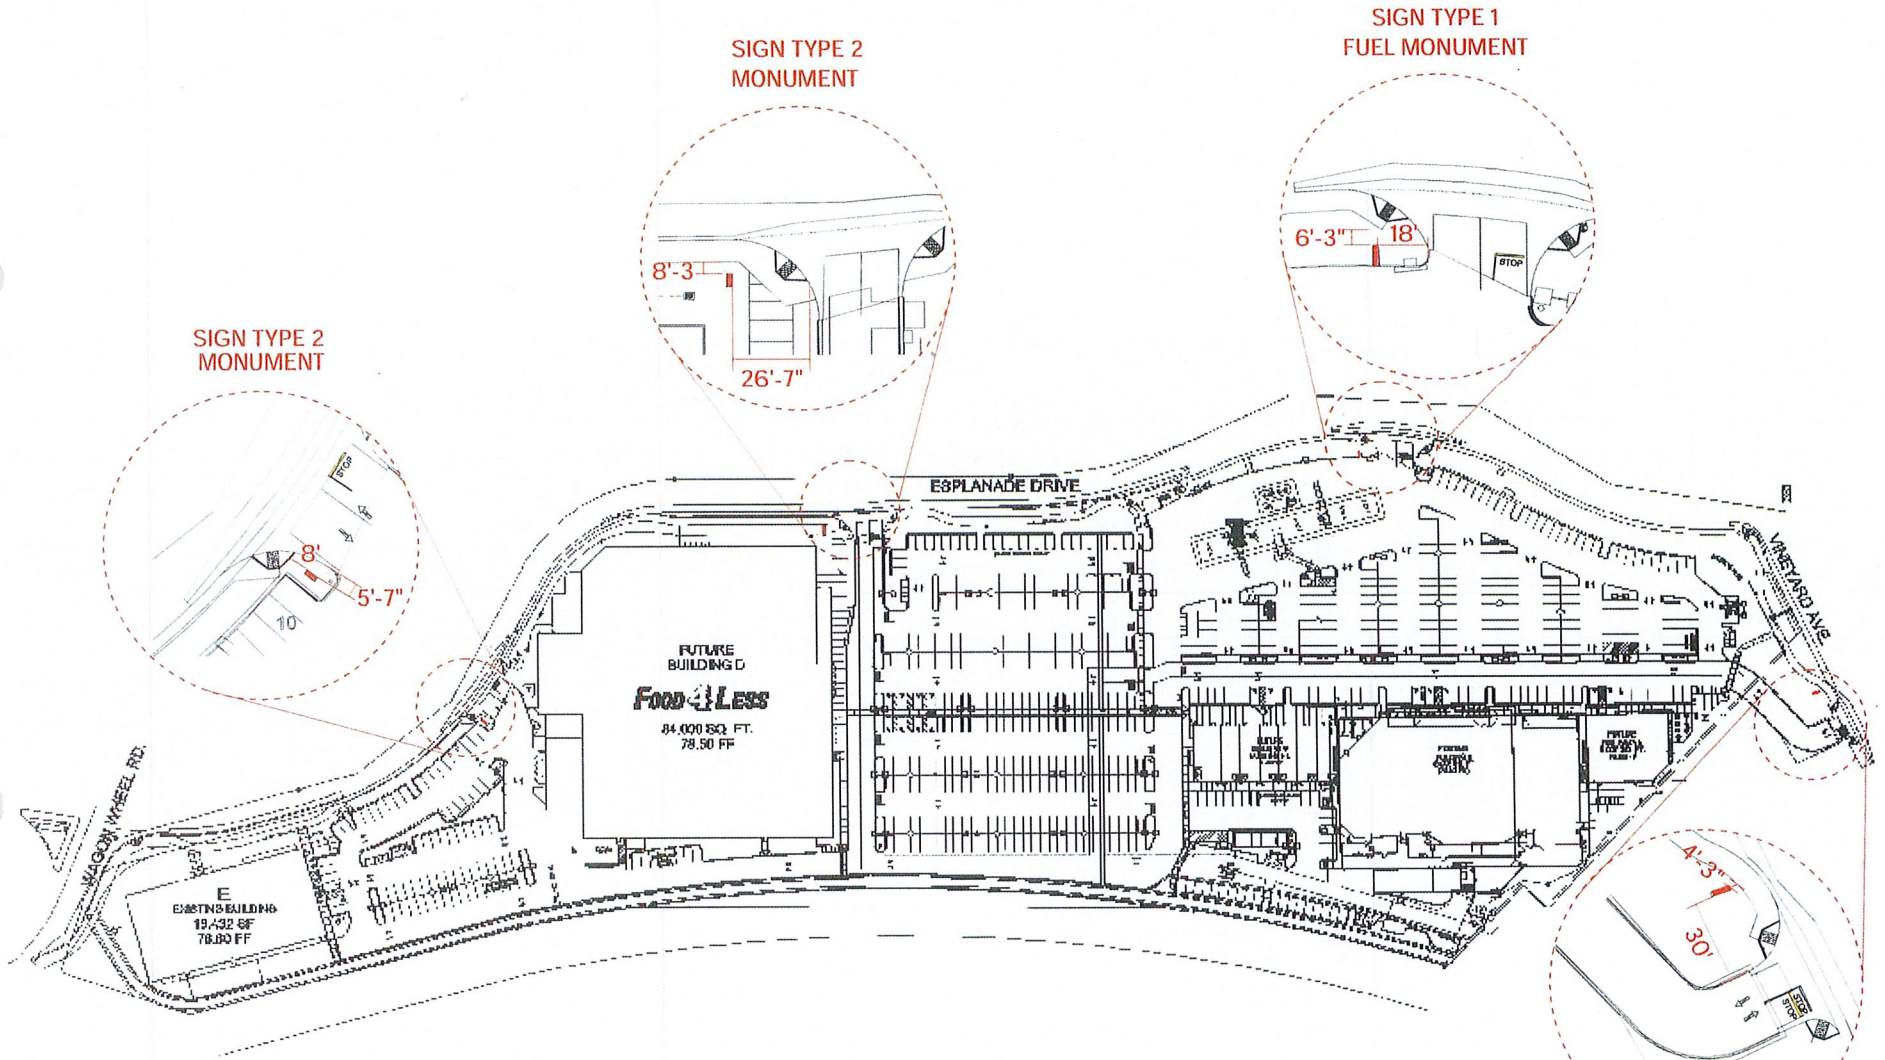 SIGN TYPE 1
FUEL MONUMENT
SIGN TYPE 2
MONUMENT
6'-3"
18'
STOP
8'-3
26'-7"
SIGN TYPE 2
MONUMENT
STOP
8'
5'-7"
10
ESPLANADE DRIVE
VINEYARD AVE
FUTURE
BUILDING D
FOOD 4 LESS
84,000 SQ. FT.
78.50 FF
WAGON WHEEL RD.
E
EXISTING BUILDING
19,432 SF
78.80 FF
FUTURE
FUTURE
4'-3"
30'
STOP
STOP